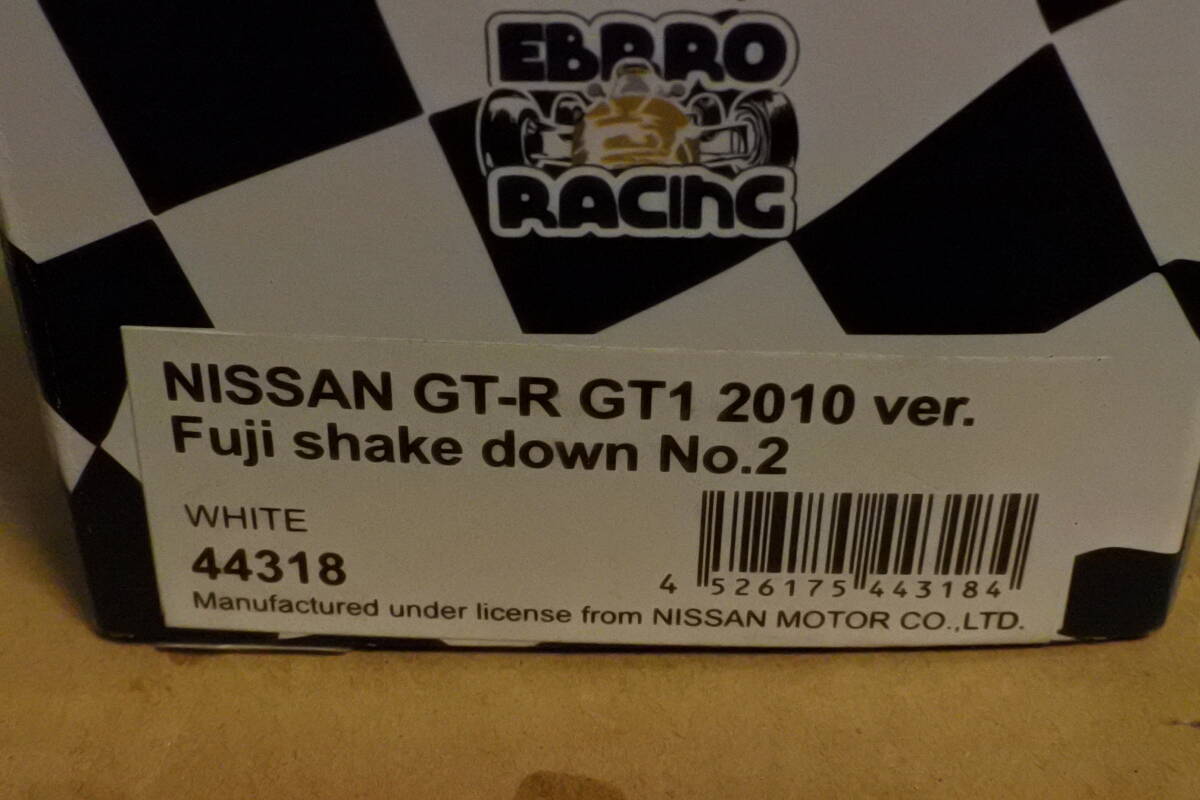 EBBRO
RACING
NISSAN GT-R GT1 2010 ver.
Fuji shake down No.2
WHITE
44318
4 526175 443184
Manufactured under license from NISSAN MOTOR CO.,LTD.